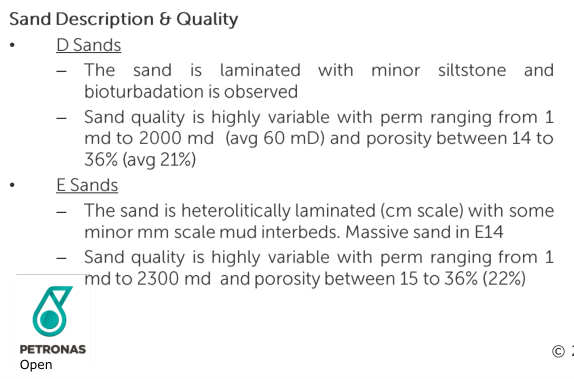 Sand Description & Quality
• D Sands
– The sand is laminated with minor siltstone and
bioturbadation is observed
– Sand quality is highly variable with perm ranging from 1
md to 2000 md (avg 60 mD) and porosity between 14 to
36% (avg 21%)
• E Sands
– The sand is heterolitically laminated (cm scale) with some
minor mm scale mud interbeds. Massive sand in E14
– Sand quality is highly variable with perm ranging from 1
md to 2300 md and porosity between 15 to 36% (22%)
PETRONAS
Open
©